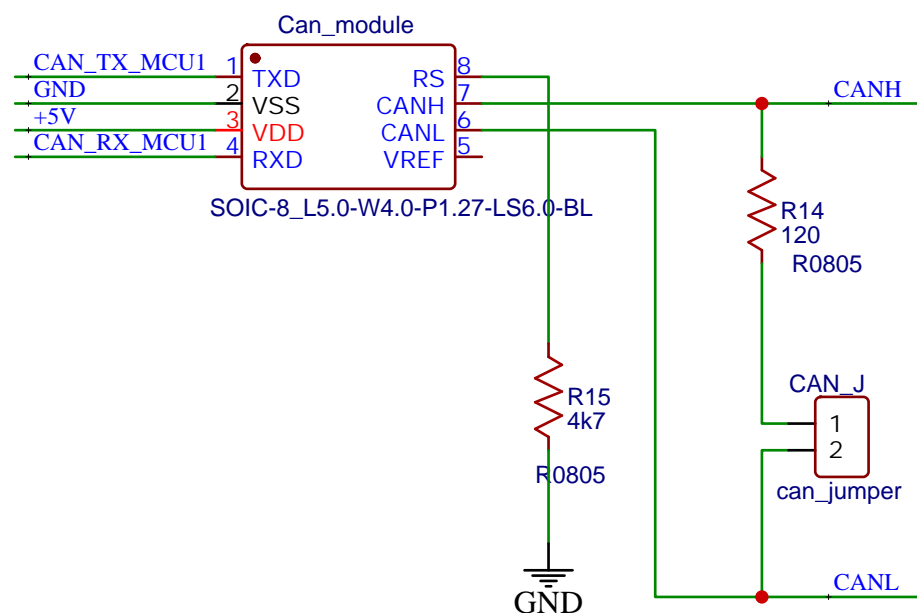 Can_module
CAN_TX_MCU1 1 TXD RS 8
GND 2 VSS CANH 7 CANH
+5V 3 VDD CANL 6
CAN_RX_MCU1 4 RXD VREF 5
SOIC-8_L5.0-W4.0-P1.27-LS6.0-BL
R14
120
R0805
CAN_J
R15
4k7
1
2
R0805
can_jumper
CANL
GND